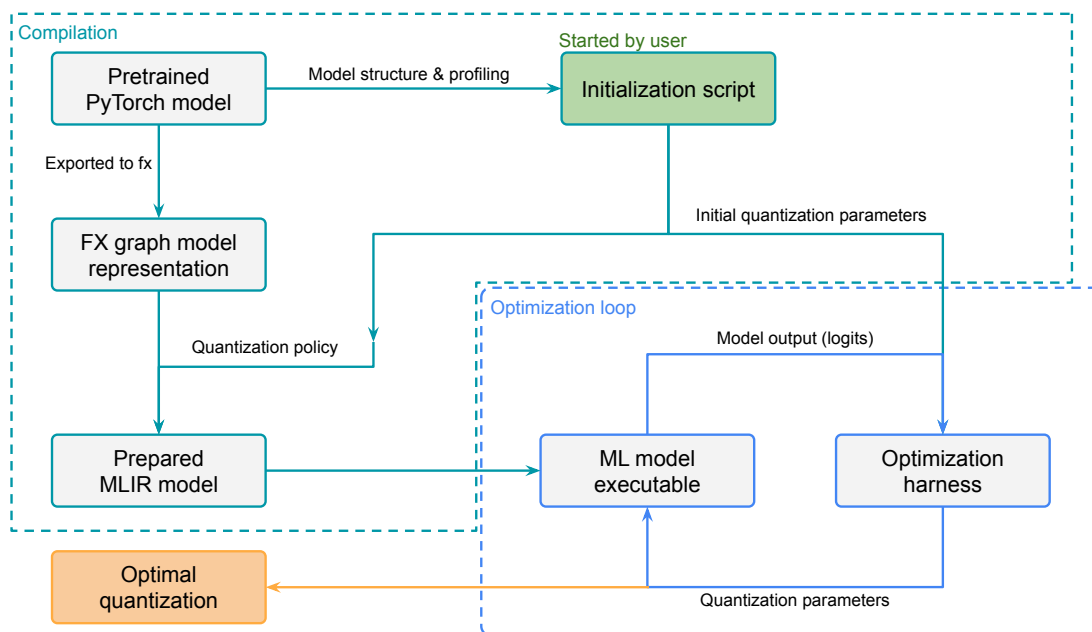 Compilation
Started by user
Pretrained
PyTorch model
Model structure & profiling
Initialization script
Exported to fx
Initial quantization parameters
FX graph model
representation
Optimization loop
Quantization policy
Model output (logits)
Prepared
MLIR model
ML model
executable
Optimization
harness
Optimal
quantization
Quantization parameters